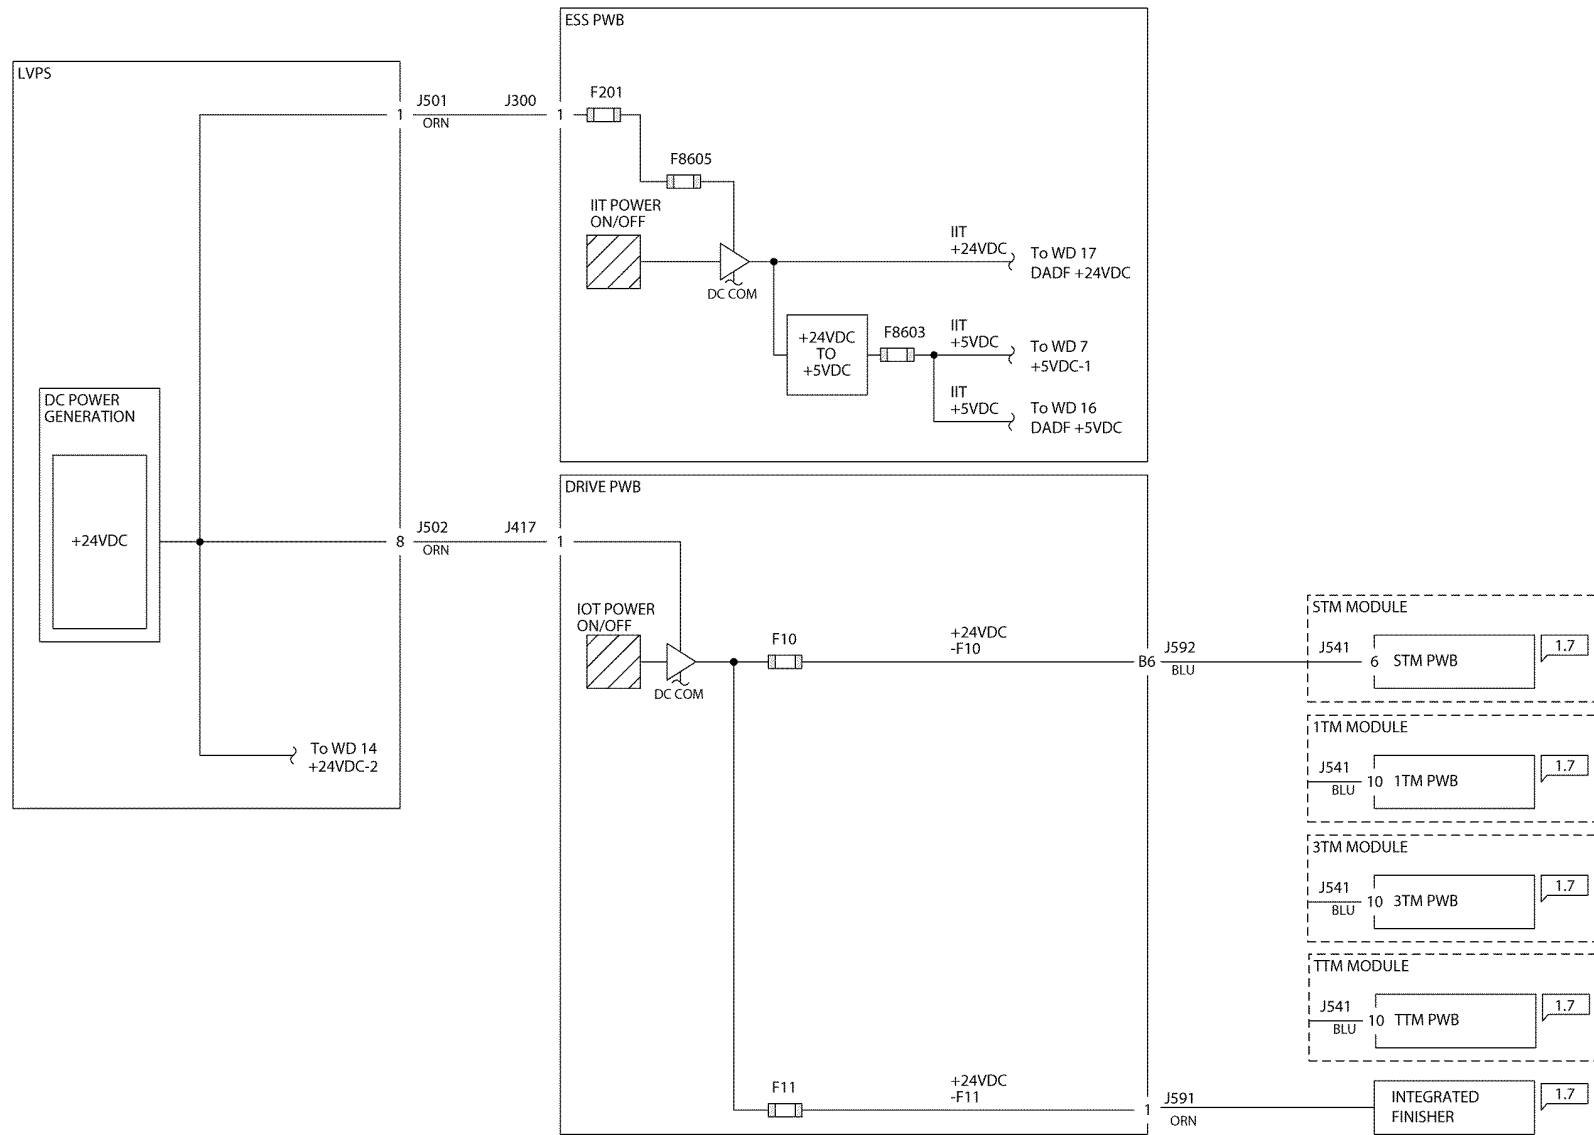 ESS PWB
LVPS
J501
J300
F201
1
ORN
1
F8605
IIT POWER
ON/OFF
DC COM
IIT
+24VDC
To WD 17
DADF +24VDC
+24VDC
TO
+5VDC
F8603
IIT
+5VDC
To WD 7
+5VDC-1
IIT
+5VDC
To WD 16
DADF +5VDC
DC POWER
GENERATION
+24VDC
DRIVE PWB
J502
J417
8
ORN
1
IOT POWER
ON/OFF
DC COM
F10
+24VDC
-F10
B6
J592
BLU
STM MODULE
J541
6
STM PWB
1.7
1TM MODULE
J541
BLU
10
1TM PWB
1.7
To WD 14
+24VDC-2
3TM MODULE
J541
BLU
10
3TM PWB
1.7
TTM MODULE
J541
BLU
10
TTM PWB
1.7
F11
+24VDC
-F11
1
J591
ORN
INTEGRATED
FINISHER
1.7